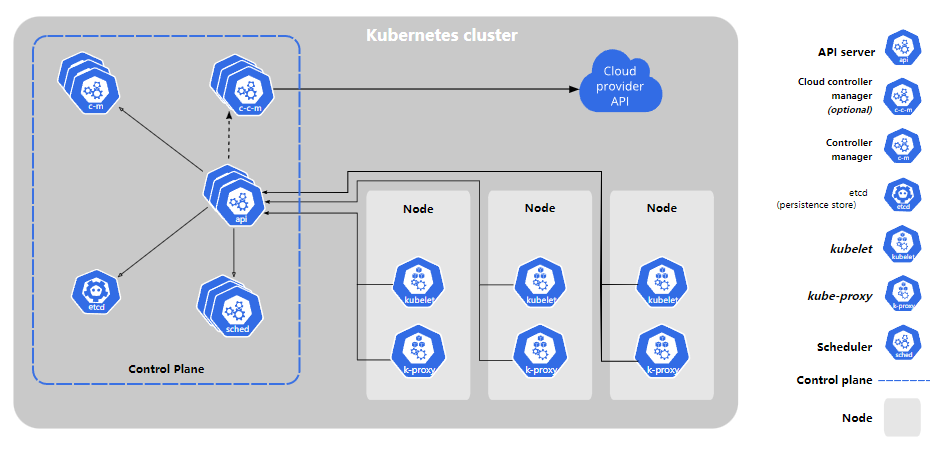 Kubernetes cluster
c-m
c-c-m
Cloud
provider
API
api
etcd
sched
Control Plane
Node
Node
Node
kubelet
kubelet
kubelet
k-proxy
k-proxy
k-proxy
API server
api
Cloud controller
manager
(optional)
c-c-m
Controller
manager
c-m
etcd
(persistence store)
etcd
kubelet
kubelet
kube-proxy
k-proxy
Scheduler
sched
Control plane
Node